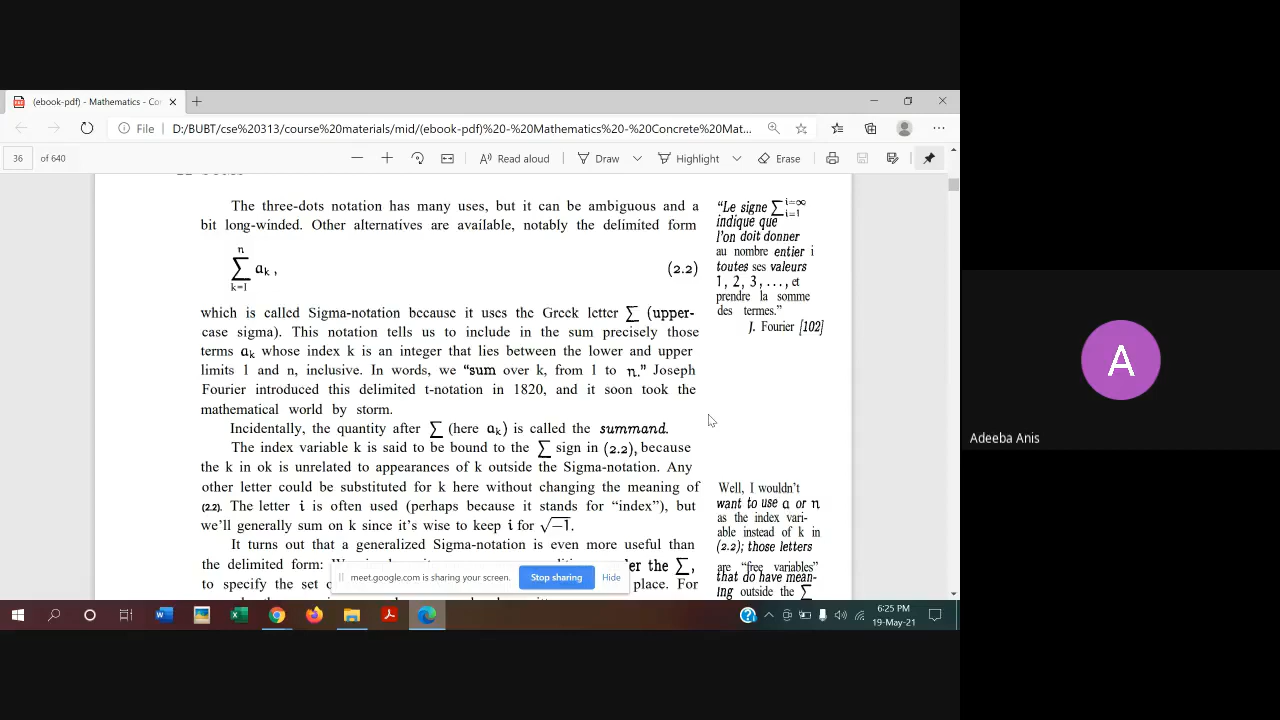 (ebook-pdf) - Mathematics - Co
File
D:/BUBT/cse%20313/course%20materials/mid/(ebook-pdf)%20-%20Mathematics%20-%20Concrete%20Mat...
36 of 640
Read aloud
Draw
Highlight
Erase
The three-dots notation has many uses, but it can be ambiguous and a
bit long-winded. Other alternatives are available, notably the delimited form
n
∑ ak ,
k=1
(2.2)
which is called Sigma-notation because it uses the Greek letter ∑ (upper-
case sigma). This notation tells us to include in the sum precisely those
terms ak whose index k is an integer that lies between the lower and upper
limits 1 and n, inclusive. In words, we “sum over k, from 1 to n.” Joseph
Fourier introduced this delimited t-notation in 1820, and it soon took the
mathematical world by storm.
Incidentally, the quantity after ∑ (here ak) is called the summand.
The index variable k is said to be bound to the ∑ sign in (2.2), because
the k in ok is unrelated to appearances of k outside the Sigma-notation. Any
other letter could be substituted for k here without changing the meaning of
(2.2). The letter i is often used (perhaps because it stands for “index”), but
we’ll generally sum on k since it’s wise to keep i for √−1.
It turns out that a generalized Sigma-notation is even more useful than
the delimited form:
der the ∑,
to specify the set o
place. For
“Le signe ∑ i=∞ i=1
indique que
l’on doit donner
au nombre entier i
toutes ses valeurs
1, 2, 3, . . . , et
prendre la somme
des termes.”
J. Fourier [102]
Well, I wouldn’t
want to use a or n
as the index vari-
able instead of k in
(2.2); those letters
are “free variables”
that do have mean-
ing outside the ∑
meet.google.com is sharing your screen.
Stop sharing
Hide
6:25 PM
19-May-21
A
Adeeba Anis